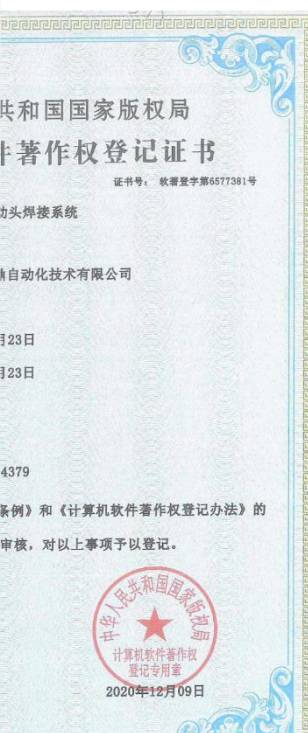 共和国国家版权局
件著作权登记证书
证书号： 软著登字第6577381号
动头焊接系统
自动化技术有限公司
月23日
月23日
4379
条例》和《计算机软件著作权登记办法》的
审核，对以上事项予以登记。
中华人民共和国国家版权局
计算机软件著作权
登记专用章
2020年12月09日